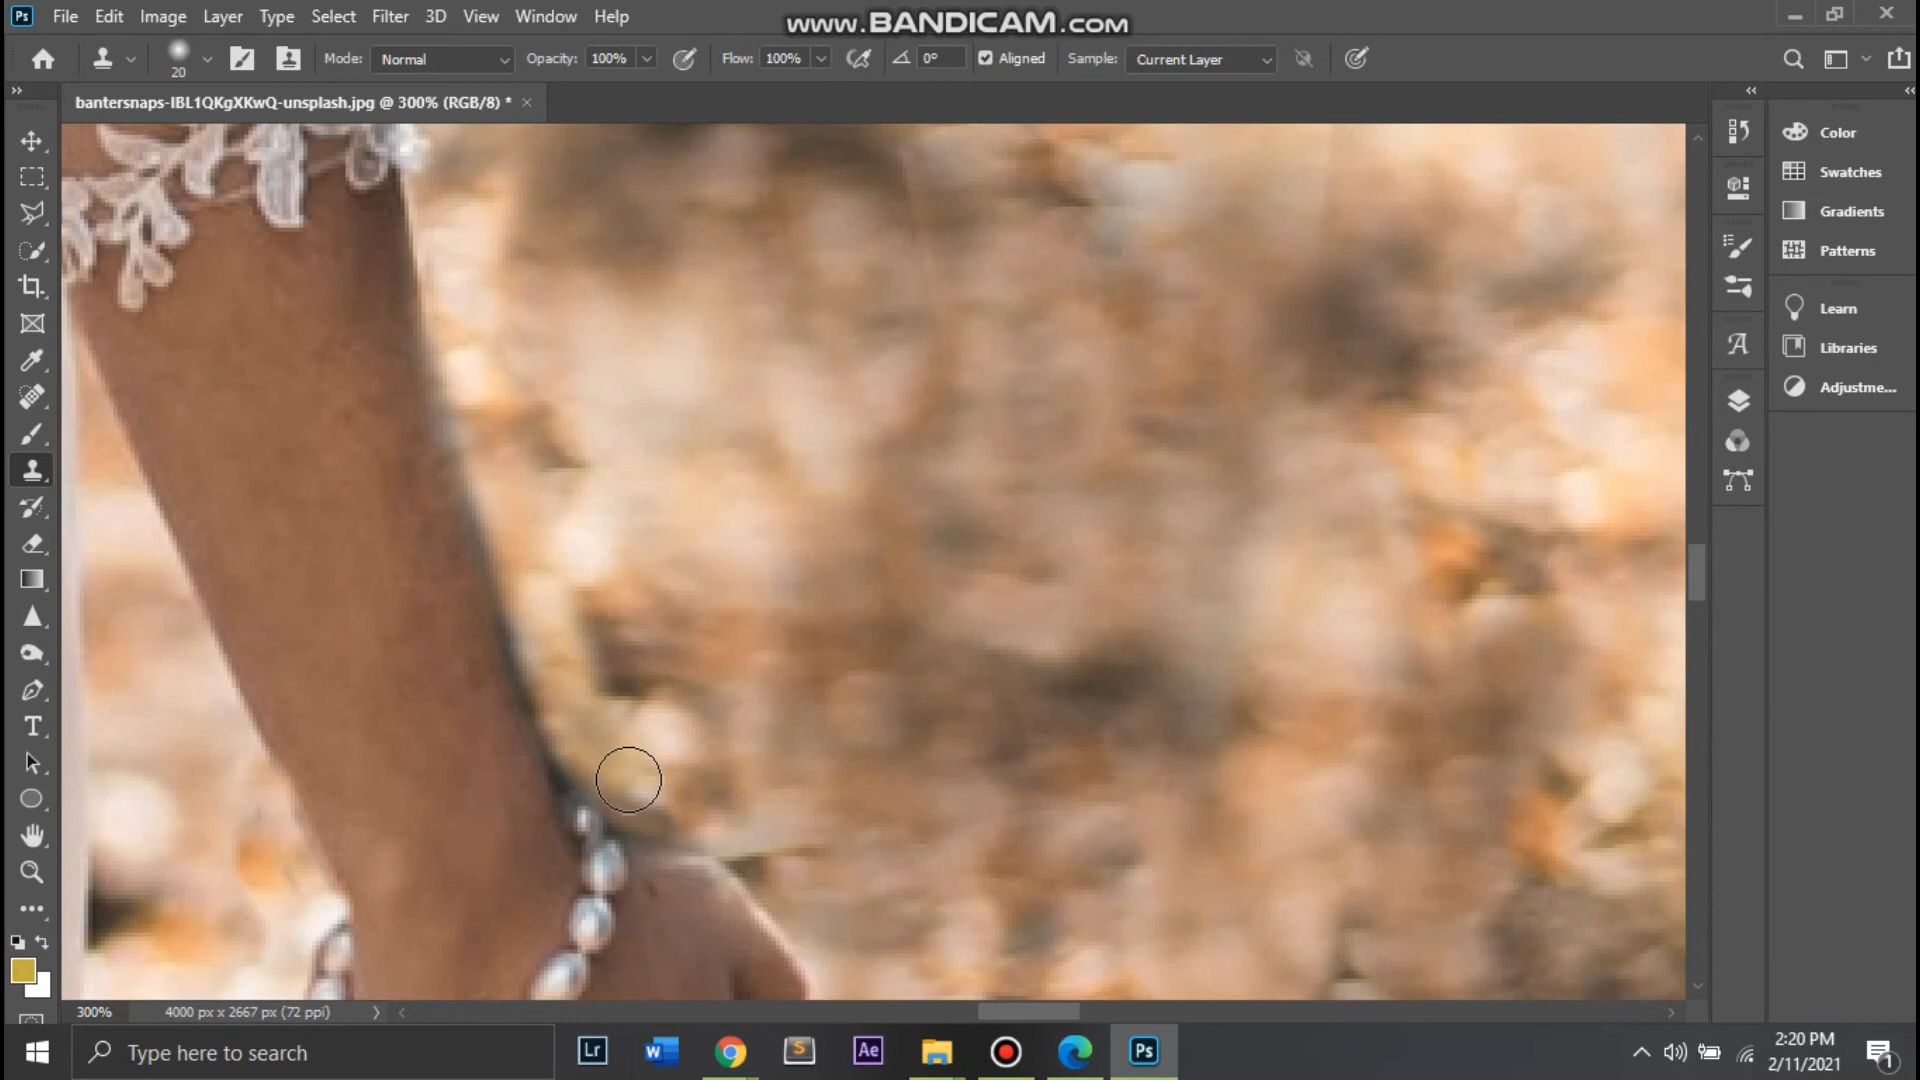 Ps File Edit Image Layer Type Select Filter 3D View Window Help
www.BANDICAM.com
20 Mode: Normal Opacity: 100% Flow: 100% 0° Aligned Sample: Current Layer
bantersnaps-IBL1QKgXKwQ-unsplash.jpg @ 300% (RGB/8) *
Color
Swatches
Gradients
Patterns
Learn
Libraries
Adjustme...
300% 4000 px x 2667 px (72 ppi)
Type here to search
Lr W S Ae Ps
2:20 PM
2/11/2021
1